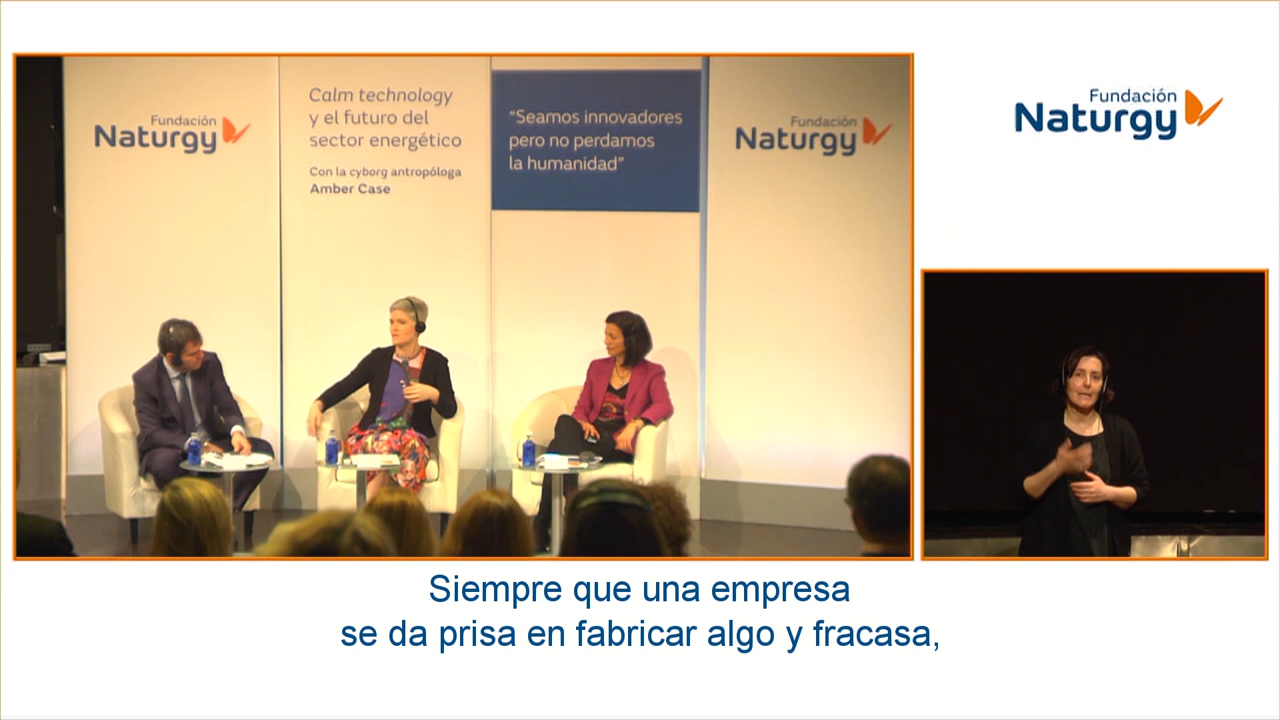 Fundación
Naturgy
Calm technology
y el futuro del
sector energético
Con la cyborg antropóloga
Amber Case
“Seamos innovadores
pero no perdamos
la humanidad”
Fundación
Naturgy
Fundación
Naturgy
Siempre que una empresa
se da prisa en fabricar algo y fracasa,